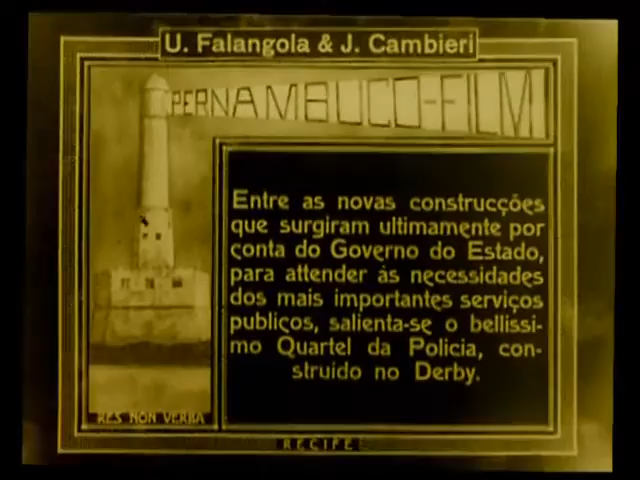 U. Falangola & J. Cambieri
PERNAMBUCO-FILM
Entre as novas construcções
que surgiram ultimamente por
conta do Governo do Estado,
para attender às necessidades
dos mais importantes serviços
publicos, salienta-se o bellissi-
mo Quartel da Policia, con-
struido no Derby.
RES NON VERBA
RECIFE